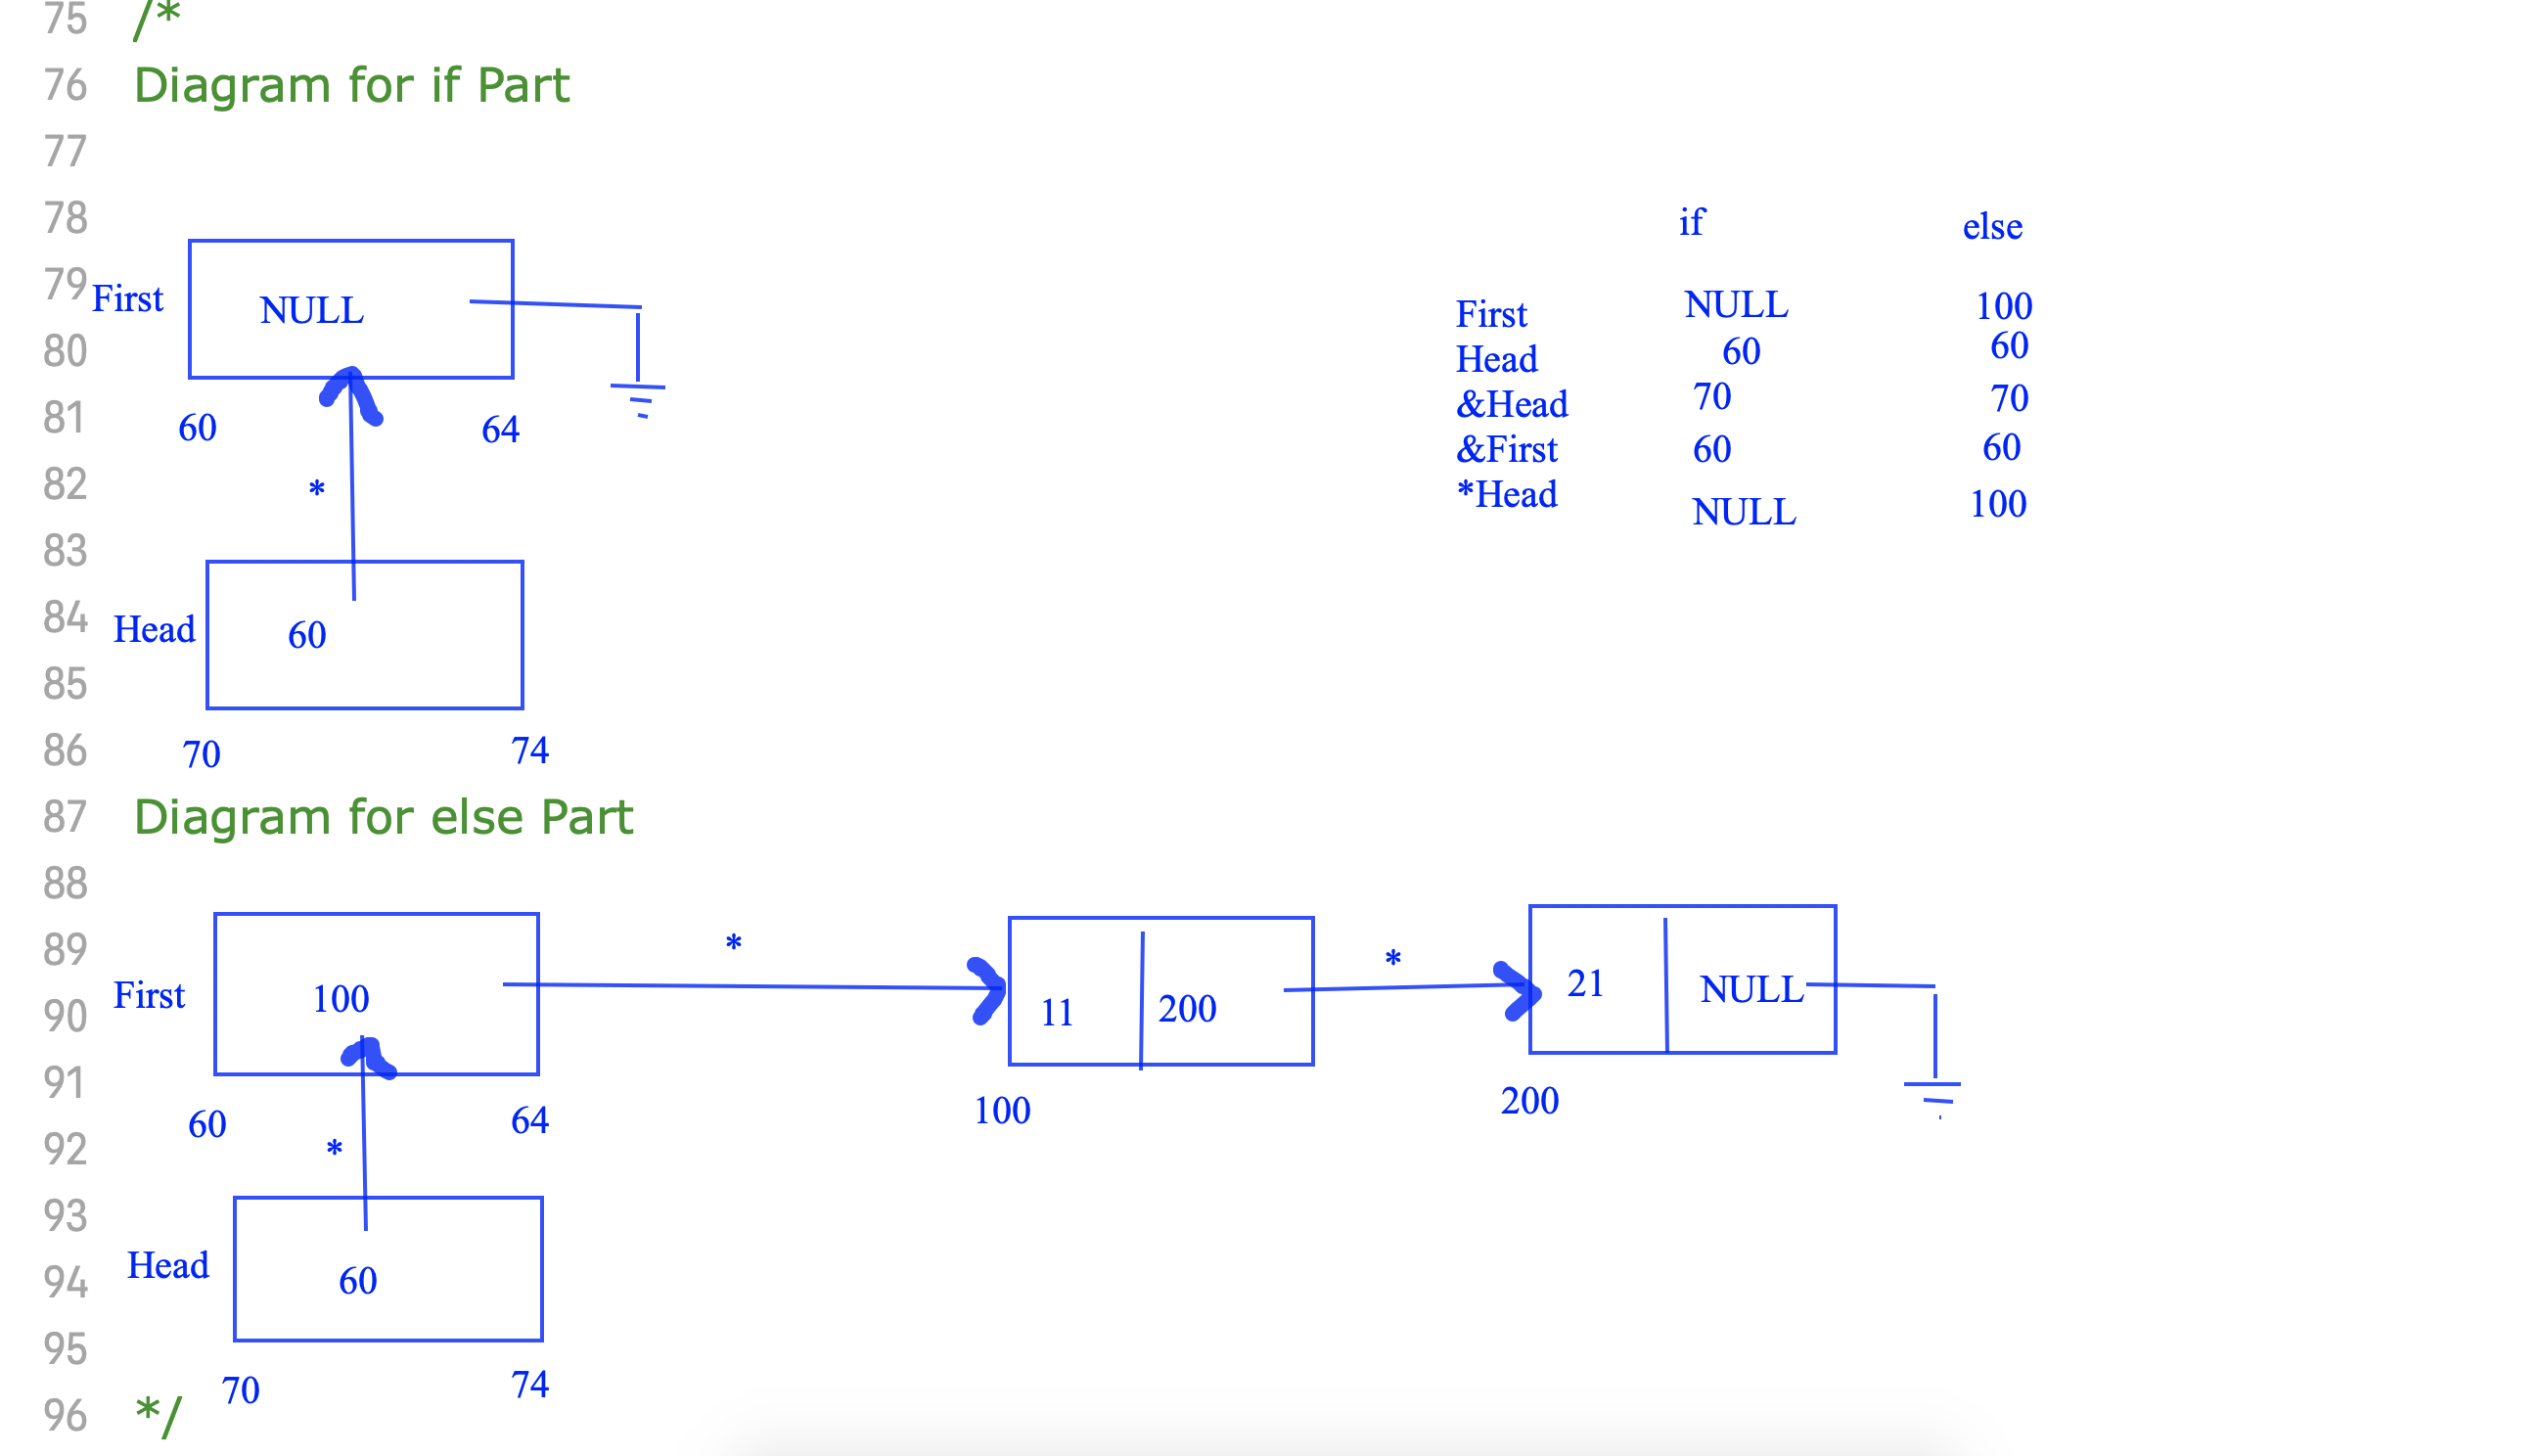 75 /*
76 Diagram for if Part
77
78
if else
79
First NULL
80
60 64
81
82
*
83
84
Head 60
85
86
70 74
First NULL 100
Head 60 60
&Head 70 70
&First 60 60
*Head NULL 100
87 Diagram for else Part
88
89
* *
90
First 100 11 200 21 NULL
91
60 64 100 200
92
*
93
94
Head 60
95
70 74
96 */